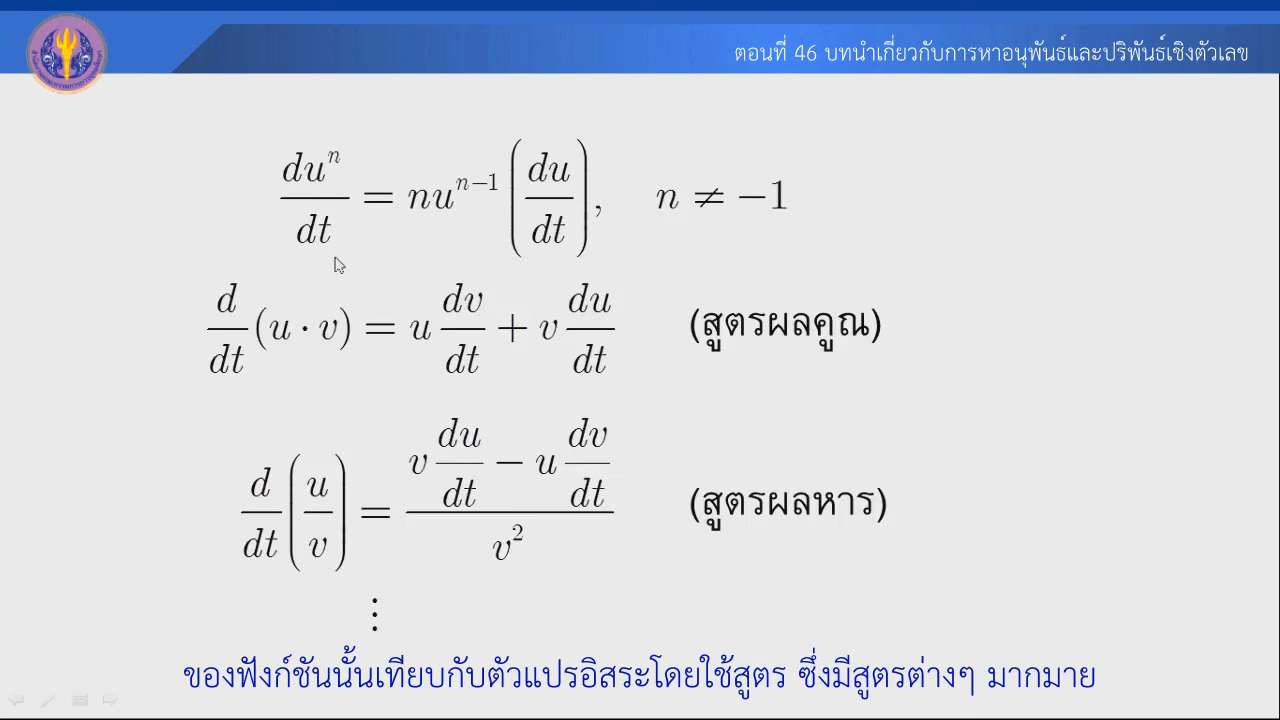 ตอนที่ 46 บทนำเกี่ยวกับการหาอนุพันธ์และปริพันธ์เชิงตัวเลข
duⁿ/dt = nuⁿ⁻¹ (du/dt), n ≠ −1
d/dt (u · v) = u dv/dt + v du/dt (สูตรผลคูณ)
d/dt (u/v) = (v du/dt − u dv/dt) / v² (สูตรผลหาร)
⋮
ของฟังก์ชันนั้นเทียบกับตัวแปรอิสระโดยใช้สูตร ซึ่งมีสูตรต่างๆ มากมาย